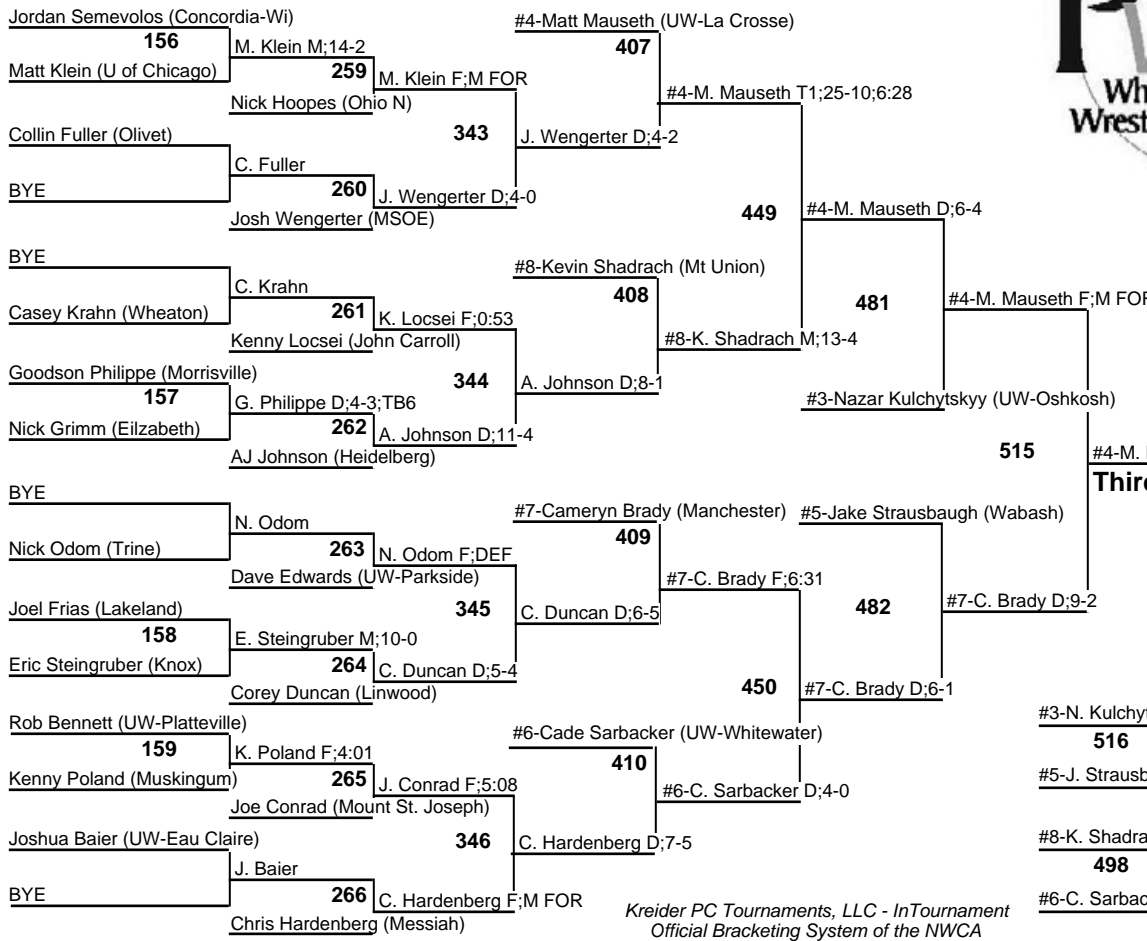 Jordan Semevolos (Concordia-Wi)
156
Matt Klein (U of Chicago)
M. Klein M;14-2
259
Nick Hoopes (Ohio N)
M. Klein F;M FOR
Collin Fuller (Olivet)
BYE
C. Fuller
260
Josh Wengerter (MSOE)
J. Wengerter D;4-0
343
J. Wengerter D;4-2
#4-Matt Mauseth (UW-La Crosse)
407
#4-M. Mauseth T1;25-10;6:28
BYE
Casey Krahn (Wheaton)
C. Krahn
261
Kenny Locsei (John Carroll)
K. Locsei F;0:53
Goodson Philippe (Morrisville)
157
Nick Grimm (Eilzabeth)
G. Philippe D;4-3;TB6
262
AJ Johnson (Heidelberg)
A. Johnson D;11-4
344
A. Johnson D;8-1
#8-Kevin Shadrach (Mt Union)
408
#8-K. Shadrach M;13-4
449
#4-M. Mauseth D;6-4
481
#3-Nazar Kulchytskyy (UW-Oshkosh)
#4-M. Mauseth F;M FOR
BYE
Nick Odom (Trine)
N. Odom
263
Dave Edwards (UW-Parkside)
N. Odom F;DEF
Joel Frias (Lakeland)
158
Eric Steingruber (Knox)
E. Steingruber M;10-0
264
Corey Duncan (Linwood)
C. Duncan D;5-4
345
C. Duncan D;6-5
#7-Cameryn Brady (Manchester)
409
#7-C. Brady F;6:31
Rob Bennett (UW-Platteville)
159
Kenny Poland (Muskingum)
K. Poland F;4:01
265
Joe Conrad (Mount St. Joseph)
J. Conrad F;5:08
Joshua Baier (UW-Eau Claire)
BYE
J. Baier
266
Chris Hardenberg (Messiah)
C. Hardenberg F;M FOR
346
C. Hardenberg D;7-5
#6-Cade Sarbacker (UW-Whitewater)
410
#6-C. Sarbacker D;4-0
450
#7-C. Brady D;6-1
#5-Jake Strausbaugh (Wabash)
482
#7-C. Brady D;9-2
515
#4-M.
#3-N.
516
#5-J.
#8-K.
498
#6-C.
Kreider PC Tournaments, LLC - InTournament
Official Bracketing System of the NWCA